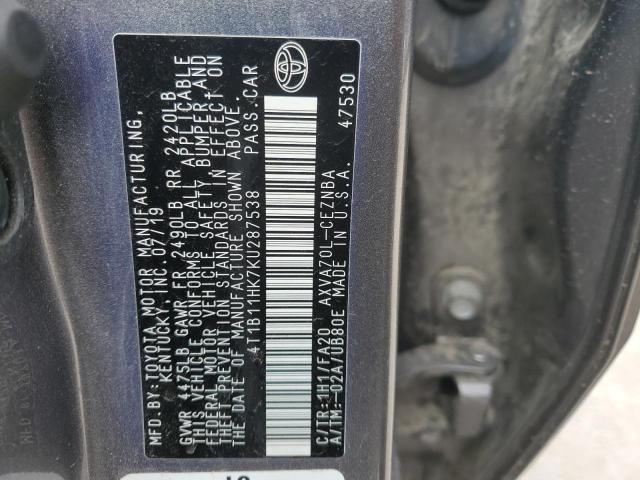 MFD.BY:TOYOTA MOTOR MANUFACTURING,
KENTUCKY, INC. 07/19
GVWR 4475LB GAWR FR 2490LB RR 2420LB
THIS VEHICLE CONFORMS TO ALL APPLICABLE
FEDERAL MOTOR VEHICLE SAFETY, BUMPER, AND
THEFT PREVENTION STANDARDS IN EFFECT ON
THE DATE OF MANUFACTURE SHOWN ABOVE.
4T1B11HK7KU287538 PASS.CAR
C/TR:1H1/FA20 AXVA70L-CEZNBA
A/TM:-02A/UB80E MADE IN U.S.A.
47530